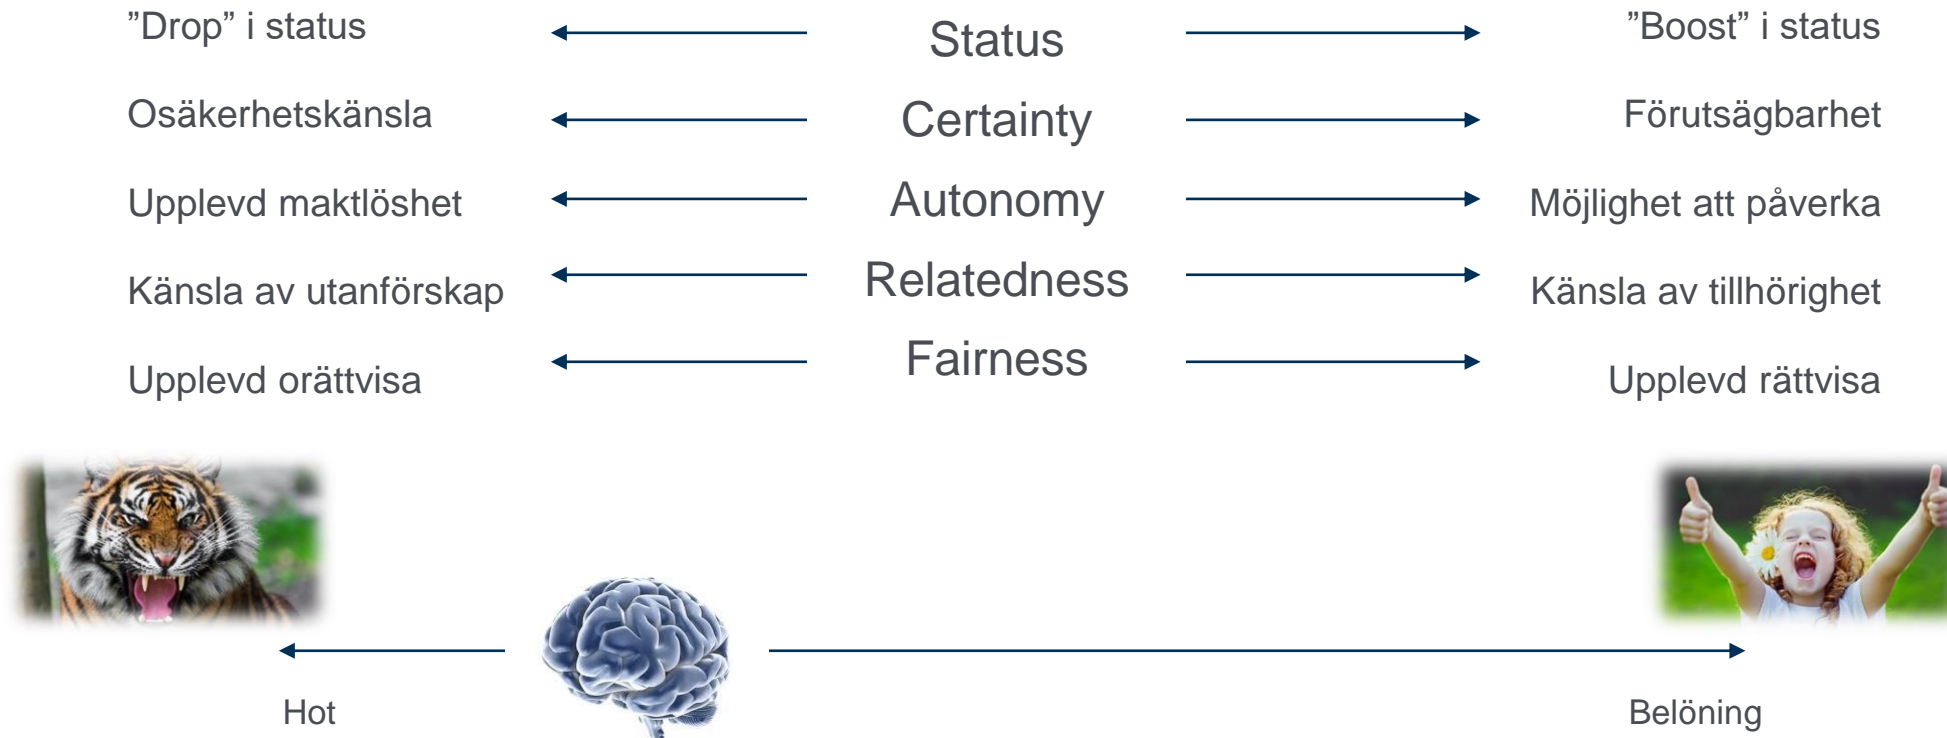 ”Drop” i status
Status
”Boost” i status
Osäkerhetskänsla
Certainty
Förutsägbarhet
Upplevd maktlöshet
Autonomy
Möjlighet att påverka
Känsla av utanförskap
Relatedness
Känsla av tillhörighet
Upplevd orättvisa
Fairness
Upplevd rättvisa
Hot
Belöning